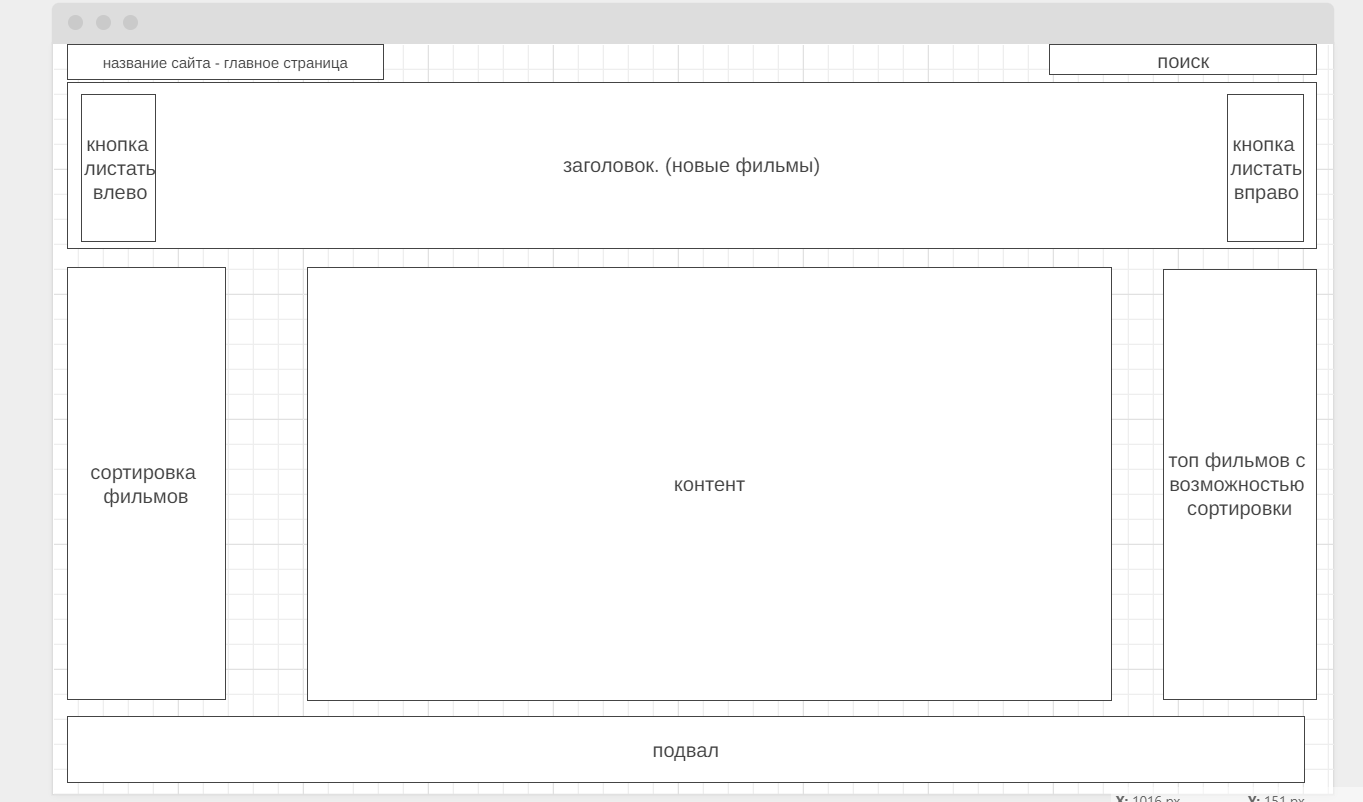 название сайта - главное страница
поиск
кнопка
листать
влево
заголовок. (новые фильмы)
кнопка
листать
вправо
сортировка
фильмов
контент
топ фильмов с
возможностью
сортировки
подвал
X: 1016 px Y: 151 px